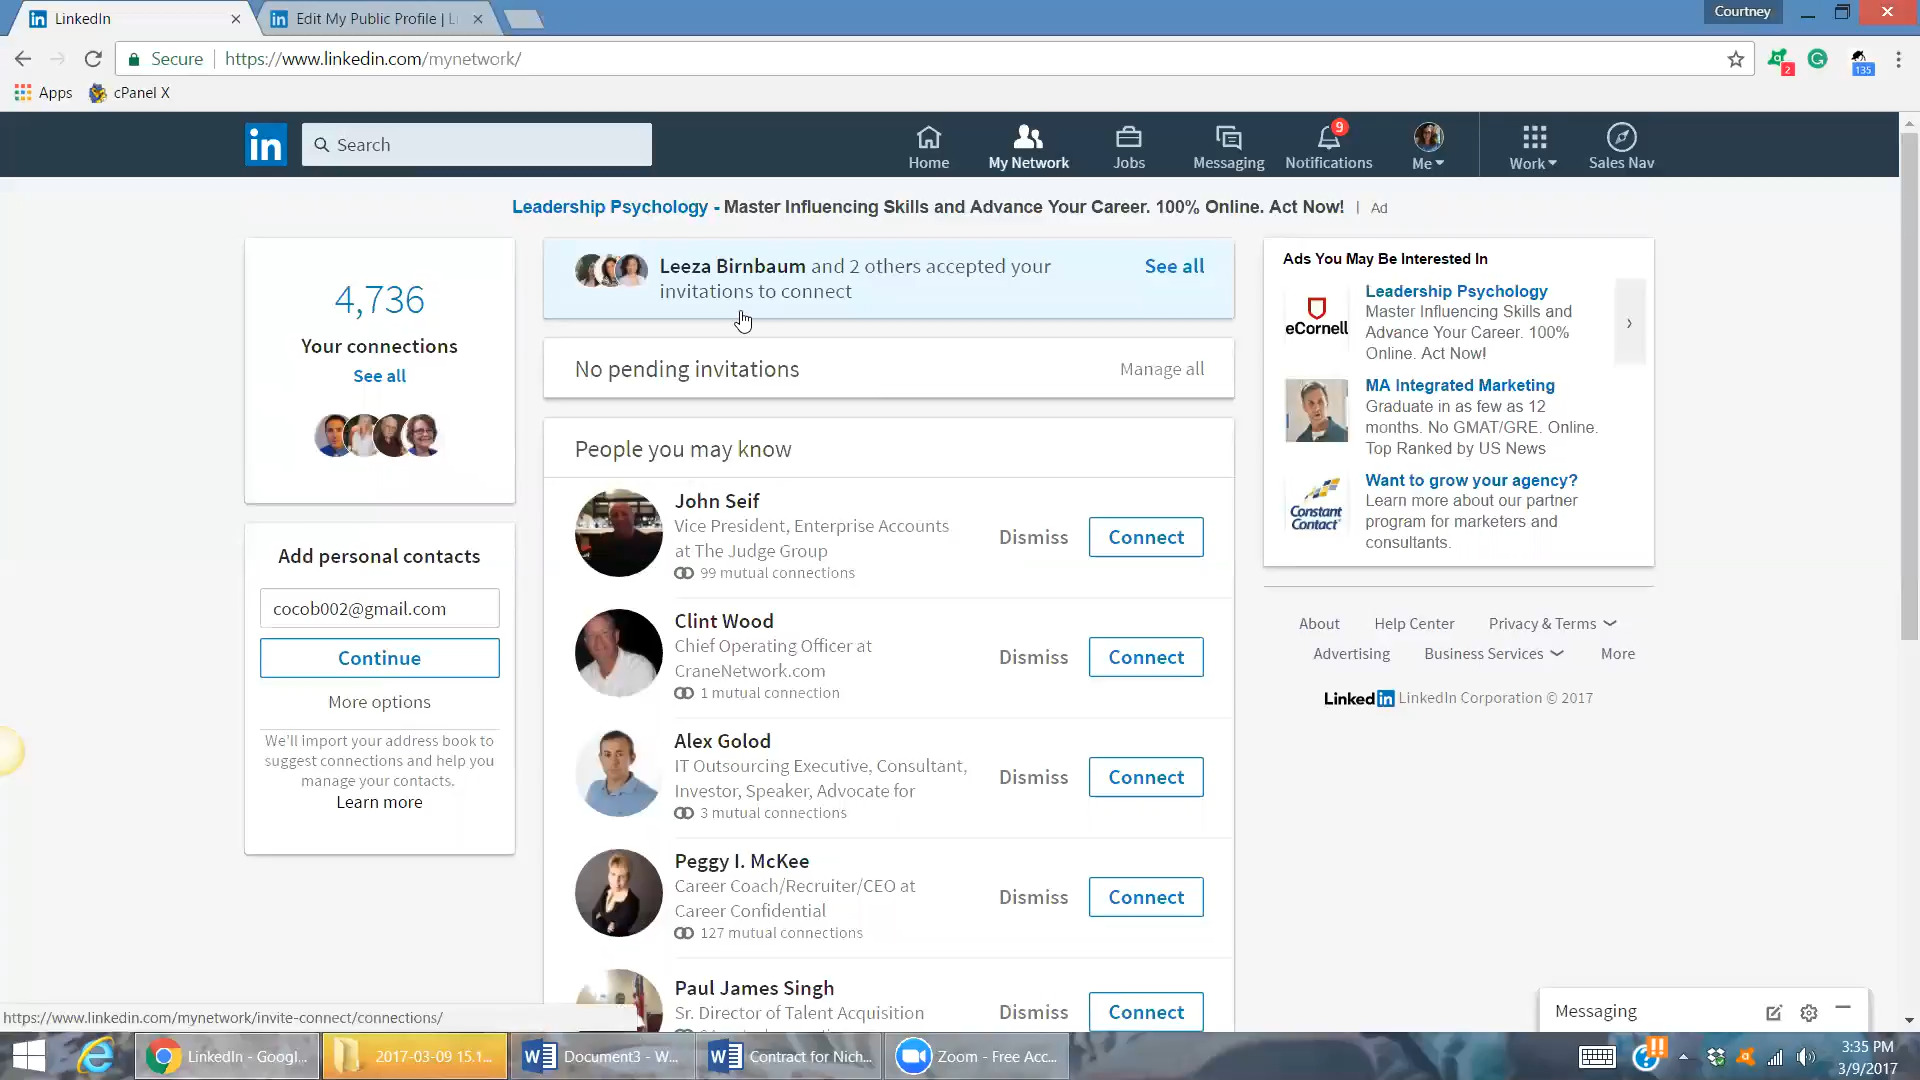 LinkedIn
Edit My Public Profile | L
Courtney
Secure
https://www.linkedin.com/mynetwork/
2
135
Apps
cPanel X
in
Search
Home
My Network
Jobs
Messaging
9
Notifications
Me
Work
Sales Nav
Leadership Psychology - Master Influencing Skills and Advance Your Career. 100% Online. Act Now! | Ad
4,736
Your connections
See all
Add personal contacts
cocob002@gmail.com
Continue
More options
We'll import your address book to
suggest connections and help you
manage your contacts.
Learn more
Leeza Birnbaum and 2 others accepted your
invitations to connect
See all
No pending invitations
Manage all
People you may know
John Seif
Vice President, Enterprise Accounts
at The Judge Group
99 mutual connections
Dismiss
Connect
Clint Wood
Chief Operating Officer at
CraneNetwork.com
1 mutual connection
Dismiss
Connect
Alex Golod
IT Outsourcing Executive, Consultant,
Investor, Speaker, Advocate for
3 mutual connections
Dismiss
Connect
Peggy I. McKee
Career Coach/Recruiter/CEO at
Career Confidential
127 mutual connections
Dismiss
Connect
Paul James Singh
Sr. Director of Talent Acquisition
Dismiss
Connect
Ads You May Be Interested In
eCornell
Leadership Psychology
Master Influencing Skills and
Advance Your Career. 100%
Online. Act Now!
MA Integrated Marketing
Graduate in as few as 12
months. No GMAT/GRE. Online.
Top Ranked by US News
Constant
Contact
Want to grow your agency?
Learn more about our partner
program for marketers and
consultants.
About
Help Center
Privacy & Terms
Advertising
Business Services
More
Linked in LinkedIn Corporation © 2017
Messaging
https://www.linkedin.com/mynetwork/invite-connect/connections/
LinkedIn - Googl...
2017-03-09 15.1...
Document3 - W...
Contract for Nich...
Zoom - Free Acc...
3:35 PM
3/9/2017